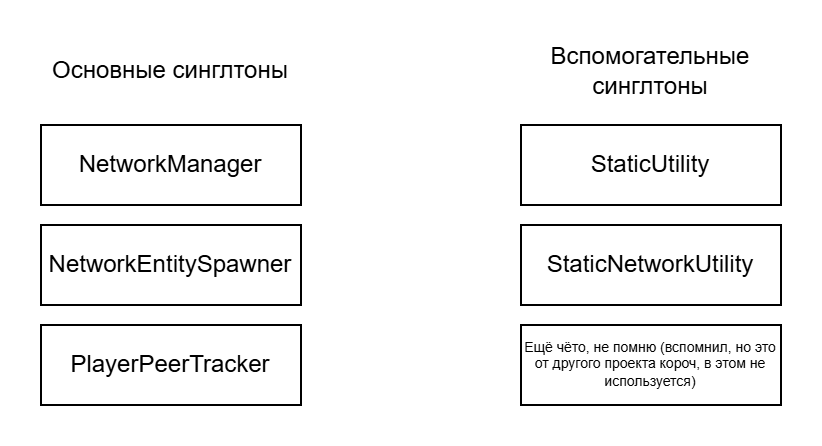 Основные синглтоны
Вспомогательные
синглтоны
NetworkManager
StaticUtility
NetworkEntitySpawner
StaticNetworkUtility
PlayerPeerTracker
Ещё чёто, не помню (вспомнил, но это
от другого проекта короч, в этом не
используется)